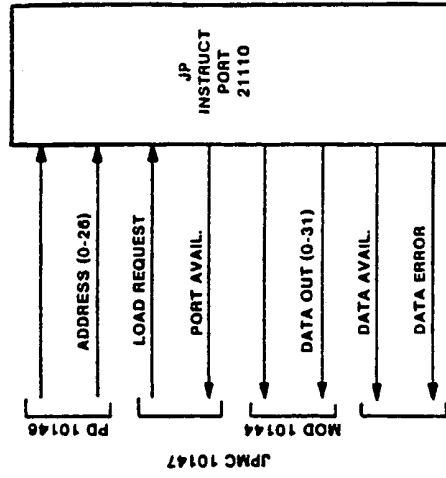 JP
INSTRUCT
PORT
21110
ADDRESS (0-26)
LOAD REQUEST
PORT AVAIL.
DATA OUT (0-31)
DATA AVAIL.
DATA ERROR
PD 10146
MOD 10144
JPMC 10147